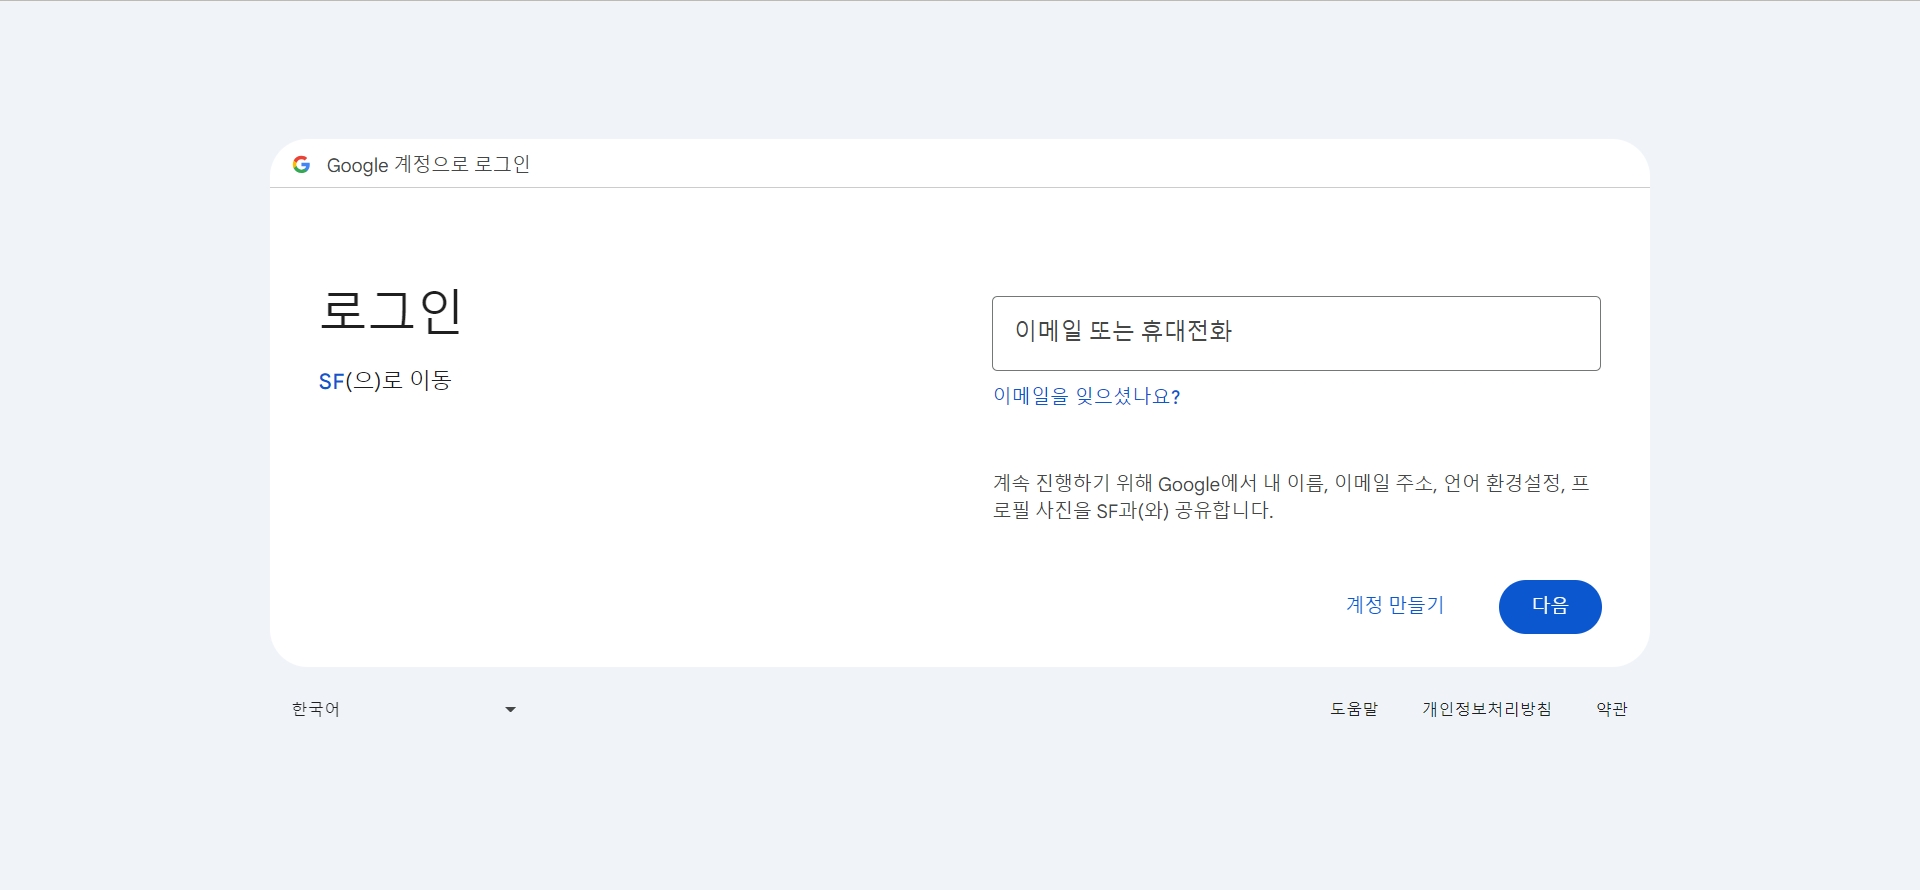 Google 계정으로 로그인
로그인
SF(으)로 이동
이메일 또는 휴대전화
이메일을 잊으셨나요?
계속 진행하기 위해 Google에서 내 이름, 이메일 주소, 언어 환경설정, 프
로필 사진을 SF과(와) 공유합니다.
계정 만들기
다음
한국어
도움말
개인정보처리방침
약관